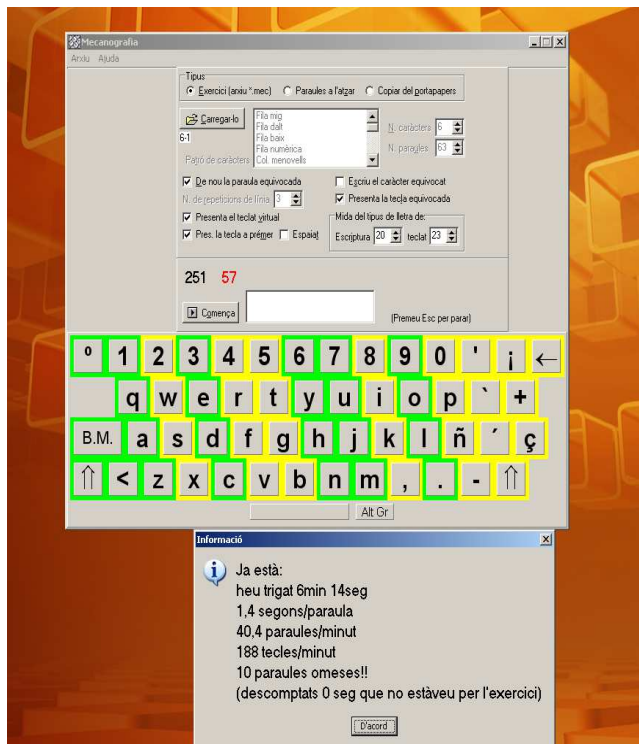 Mecanografia
Arxiu Ajuda
Tipus
Exercici (arxiu *.mec) Paraules a l'atzar Copiar del portapapers
Carregar-lo
6-1
Patró de caràcters
Fila mig
Fila dalt
Fila baix
Fila numèrica
Col. menovells
N. caràcters 6
N. paraules 63
De nou la paraula equivocada
Escriu el caràcter equivocat
N. de repeticions de línia 3
Presenta la tecla equivocada
Presenta el teclat virtual
Pres. la tecla a prémer Espaiat
Mida del tipus de lletra de:
Escriptura 20 teclat 23
251 57
Comença
(Premeu Esc per parar)
º 1 2 3 4 5 6 7 8 9 0 ' ¡ ←
q w e r t y u i o p ` +
B.M. a s d f g h j k l ñ ´ ç
⇑ < z x c v b n m , . - ⇑
Alt Gr
Informació
Ja està:
heu trigat 6min 14seg
1,4 segons/paraula
40,4 paraules/minut
188 tecles/minut
10 paraules omeses!!
(descomptats 0 seg que no estàveu per l'exercici)
D'acord